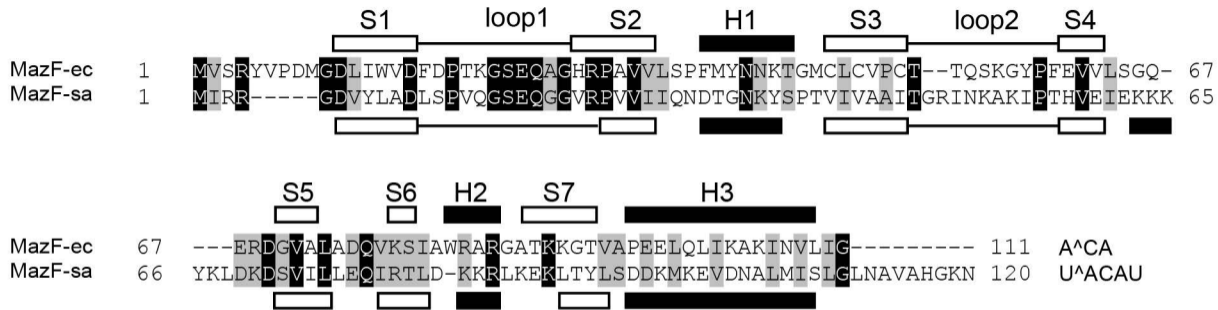 S1 loop1 S2 H1 S3 loop2 S4
MazF-ec 1 MVSRYVPDMGDLIWVDFDPTKGSEQAGHRPAVVLSPFMYNNKTGMCLCVPCT--TQSKGYPFEVVLSGQ- 67
MazF-sa 1 MIRR-----GDVYLADLSPVQGSEQGGVRPVVIIQNDTGNKYSPTVIVAAITGRINKAKIPTHVEIEKKK 65
S5 S6 H2 S7 H3
MazF-ec 67 ---ERDGVALADQVKSIAWRARGATKKGTVAPEELQLIKAKINVLIG--------- 111 A^CA
MazF-sa 66 YKLDKDSVILLEQIRTLD-KKRLKEKLTYLSDDKMKEVDNALMISLGLNAVAHGKN 120 U^ACAU